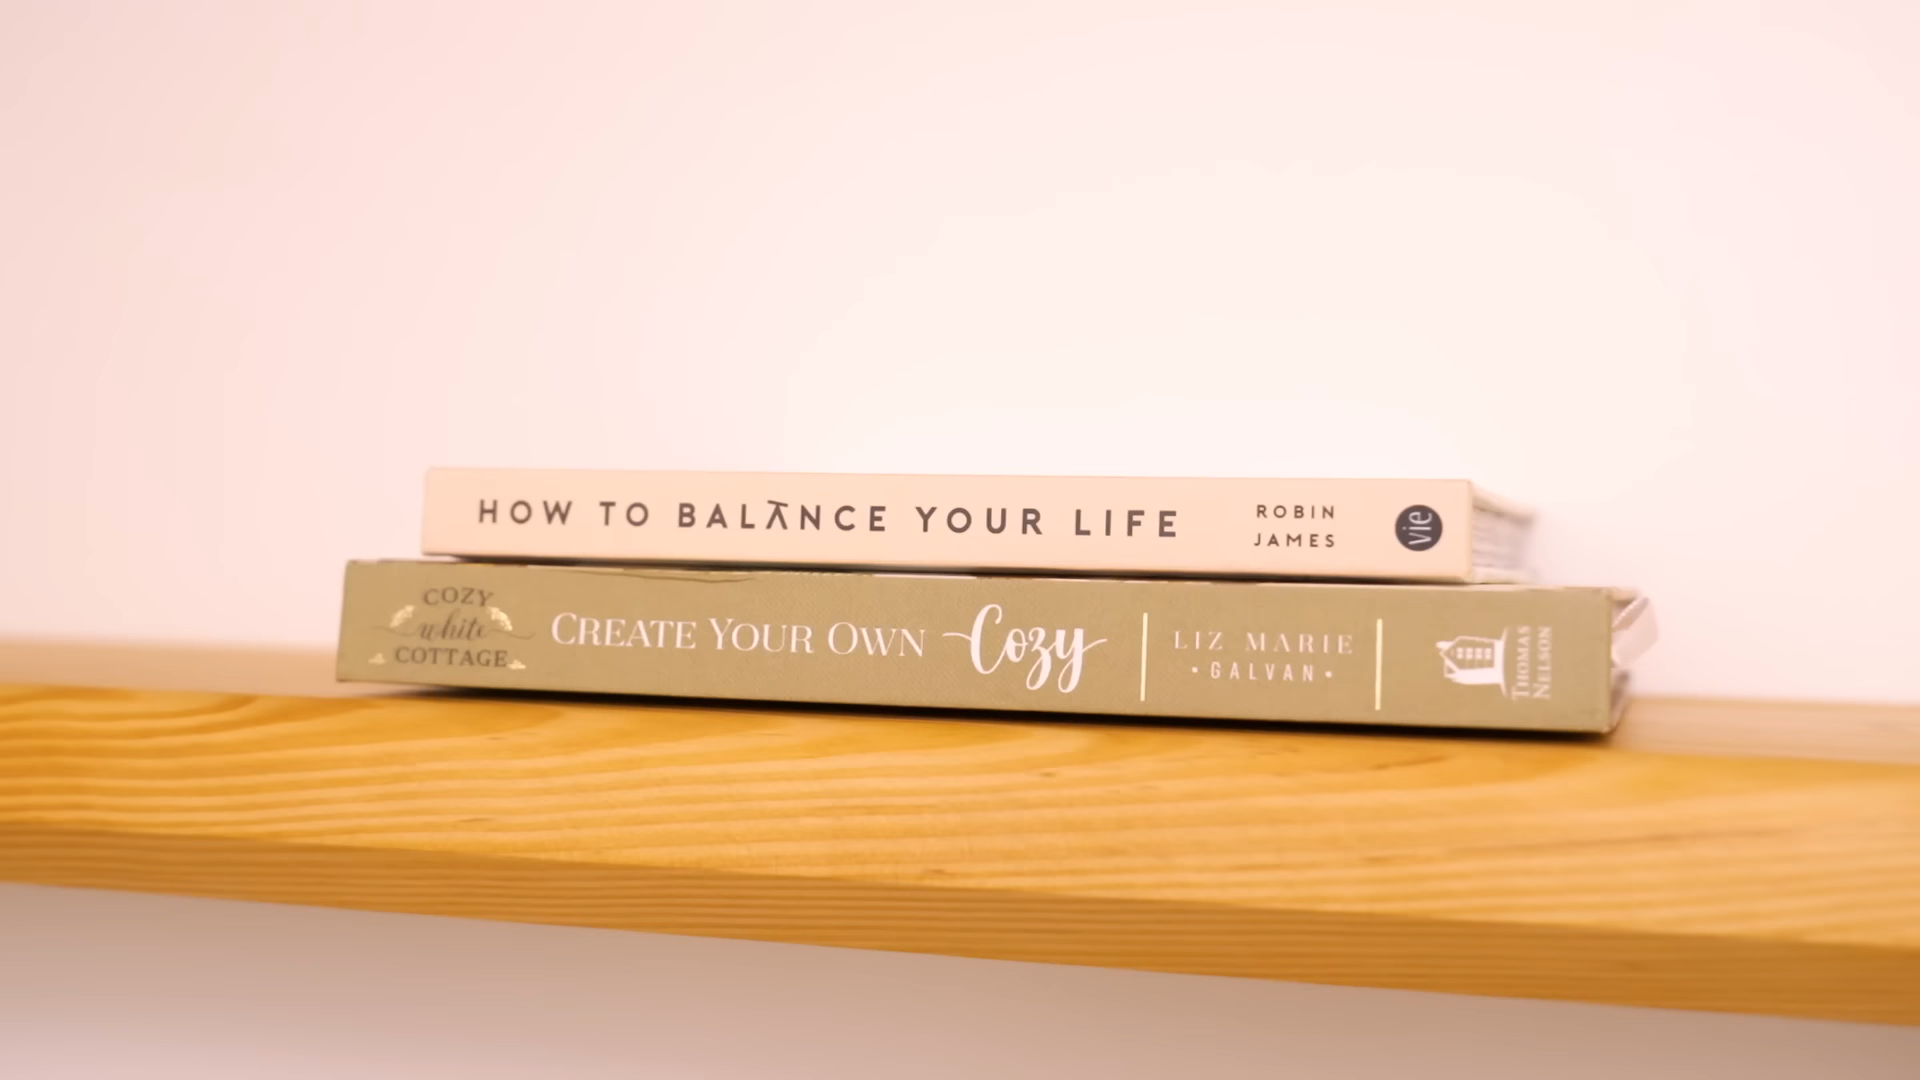 HOW TO BALANCE YOUR LIFE
ROBIN
JAMES
vie
COZY
white
COTTAGE
CREATE YOUR OWN Cozy
LIZ MARIE
• GALVAN •
THOMAS
NELSON